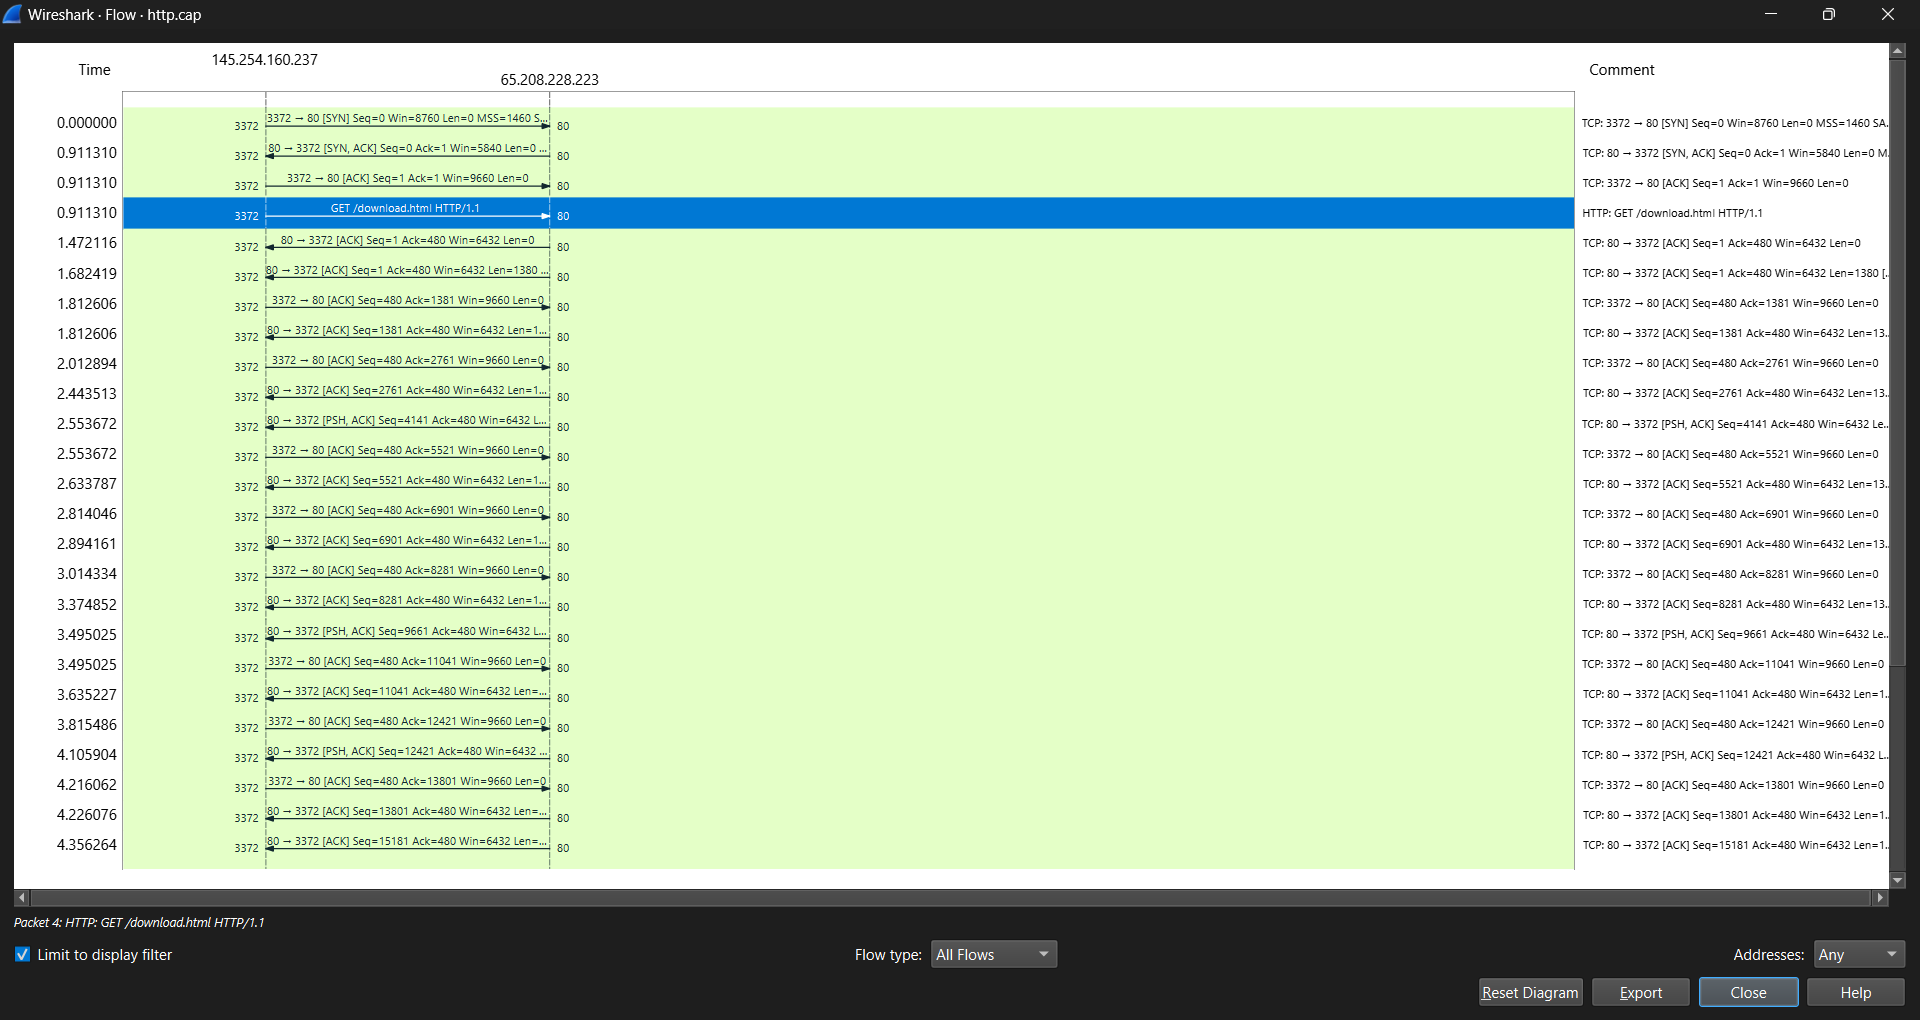 Wireshark · Flow · http.cap
Time 145.254.160.237 65.208.228.223 Comment
0.000000 3372 3372 → 80 [SYN] Seq=0 Win=8760 Len=0 MSS=1460 S... 80 TCP: 3372 → 80 [SYN] Seq=0 Win=8760 Len=0 MSS=1460 SA...
0.911310 3372 80 → 3372 [SYN, ACK] Seq=0 Ack=1 Win=5840 Len=0 ... 80 TCP: 80 → 3372 [SYN, ACK] Seq=0 Ack=1 Win=5840 Len=0 M...
0.911310 3372 3372 → 80 [ACK] Seq=1 Ack=1 Win=9660 Len=0 80 TCP: 3372 → 80 [ACK] Seq=1 Ack=1 Win=9660 Len=0
0.911310 3372 GET /download.html HTTP/1.1 80 HTTP: GET /download.html HTTP/1.1
1.472116 3372 80 → 3372 [ACK] Seq=1 Ack=480 Win=6432 Len=0 80 TCP: 80 → 3372 [ACK] Seq=1 Ack=480 Win=6432 Len=0
1.682419 3372 80 → 3372 [ACK] Seq=1 Ack=480 Win=6432 Len=1380 ... 80 TCP: 80 → 3372 [ACK] Seq=1 Ack=480 Win=6432 Len=1380 [...
1.812606 3372 3372 → 80 [ACK] Seq=480 Ack=1381 Win=9660 Len=0 80 TCP: 3372 → 80 [ACK] Seq=480 Ack=1381 Win=9660 Len=0
1.812606 3372 80 → 3372 [ACK] Seq=1381 Ack=480 Win=6432 Len=1... 80 TCP: 80 → 3372 [ACK] Seq=1381 Ack=480 Win=6432 Len=13...
2.012894 3372 3372 → 80 [ACK] Seq=480 Ack=2761 Win=9660 Len=0 80 TCP: 3372 → 80 [ACK] Seq=480 Ack=2761 Win=9660 Len=0
2.443513 3372 80 → 3372 [ACK] Seq=2761 Ack=480 Win=6432 Len=1... 80 TCP: 80 → 3372 [ACK] Seq=2761 Ack=480 Win=6432 Len=13...
2.553672 3372 80 → 3372 [PSH, ACK] Seq=4141 Ack=480 Win=6432 L... 80 TCP: 80 → 3372 [PSH, ACK] Seq=4141 Ack=480 Win=6432 Le...
2.553672 3372 3372 → 80 [ACK] Seq=480 Ack=5521 Win=9660 Len=0 80 TCP: 3372 → 80 [ACK] Seq=480 Ack=5521 Win=9660 Len=0
2.633787 3372 80 → 3372 [ACK] Seq=5521 Ack=480 Win=6432 Len=1... 80 TCP: 80 → 3372 [ACK] Seq=5521 Ack=480 Win=6432 Len=13...
2.814046 3372 3372 → 80 [ACK] Seq=480 Ack=6901 Win=9660 Len=0 80 TCP: 3372 → 80 [ACK] Seq=480 Ack=6901 Win=9660 Len=0
2.894161 3372 80 → 3372 [ACK] Seq=6901 Ack=480 Win=6432 Len=1... 80 TCP: 80 → 3372 [ACK] Seq=6901 Ack=480 Win=6432 Len=13...
3.014334 3372 3372 → 80 [ACK] Seq=480 Ack=8281 Win=9660 Len=0 80 TCP: 3372 → 80 [ACK] Seq=480 Ack=8281 Win=9660 Len=0
3.374852 3372 80 → 3372 [ACK] Seq=8281 Ack=480 Win=6432 Len=1... 80 TCP: 80 → 3372 [ACK] Seq=8281 Ack=480 Win=6432 Len=13...
3.495025 3372 80 → 3372 [PSH, ACK] Seq=9661 Ack=480 Win=6432 L... 80 TCP: 80 → 3372 [PSH, ACK] Seq=9661 Ack=480 Win=6432 Le...
3.495025 3372 3372 → 80 [ACK] Seq=480 Ack=11041 Win=9660 Len=0 80 TCP: 3372 → 80 [ACK] Seq=480 Ack=11041 Win=9660 Len=0
3.635227 3372 80 → 3372 [ACK] Seq=11041 Ack=480 Win=6432 Len=... 80 TCP: 80 → 3372 [ACK] Seq=11041 Ack=480 Win=6432 Len=1...
3.815486 3372 3372 → 80 [ACK] Seq=480 Ack=12421 Win=9660 Len=0 80 TCP: 3372 → 80 [ACK] Seq=480 Ack=12421 Win=9660 Len=0
4.105904 3372 80 → 3372 [PSH, ACK] Seq=12421 Ack=480 Win=6432 ... 80 TCP: 80 → 3372 [PSH, ACK] Seq=12421 Ack=480 Win=6432 L...
4.216062 3372 3372 → 80 [ACK] Seq=480 Ack=13801 Win=9660 Len=0 80 TCP: 3372 → 80 [ACK] Seq=480 Ack=13801 Win=9660 Len=0
4.226076 3372 80 → 3372 [ACK] Seq=13801 Ack=480 Win=6432 Len=... 80 TCP: 80 → 3372 [ACK] Seq=13801 Ack=480 Win=6432 Len=1...
4.356264 3372 80 → 3372 [ACK] Seq=15181 Ack=480 Win=6432 Len=... 80 TCP: 80 → 3372 [ACK] Seq=15181 Ack=480 Win=6432 Len=1...
Packet 4: HTTP: GET /download.html HTTP/1.1
Limit to display filter Flow type: All Flows Addresses: Any
Reset Diagram Export Close Help